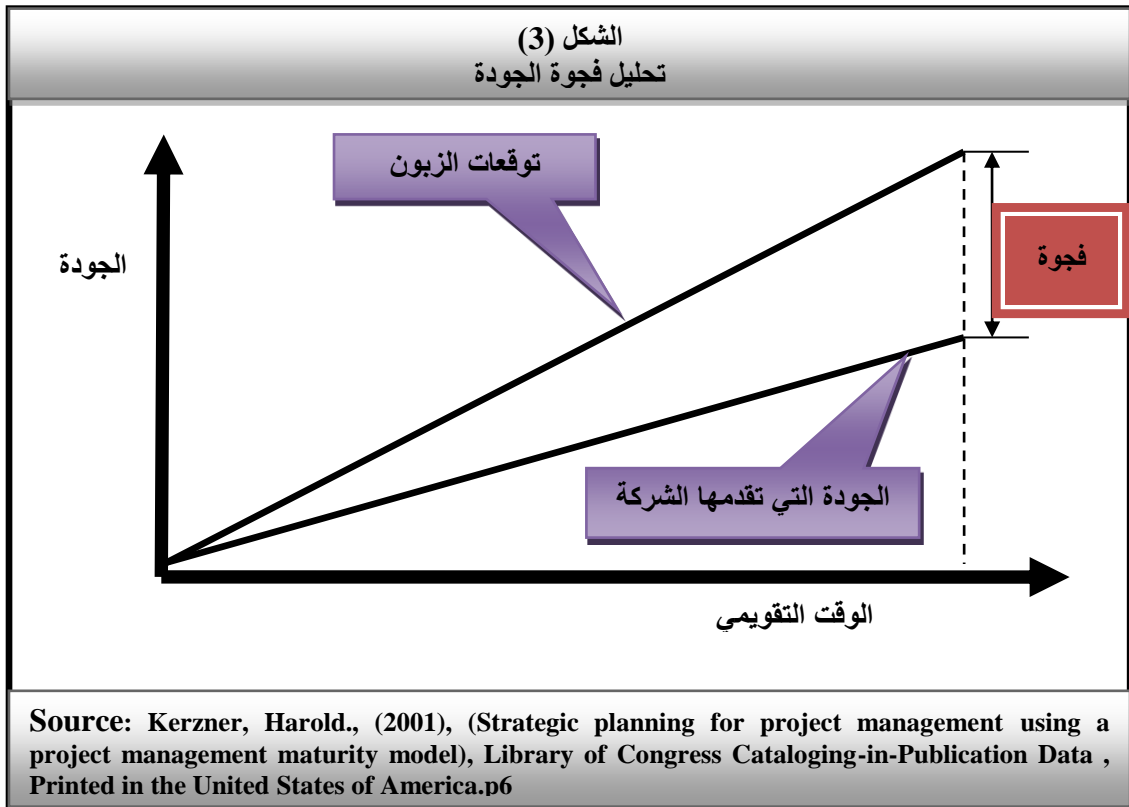 الشكل (3)
تحليل فجوة الجودة
توقعات الزبون
الجودة
فجوة
الجودة التي تقدمها الشركة
الوقت التقويمي
Source: Kerzner, Harold., (2001), (Strategic planning for project management using a
project management maturity model), Library of Congress Cataloging-in-Publication Data ,
Printed in the United States of America.p6